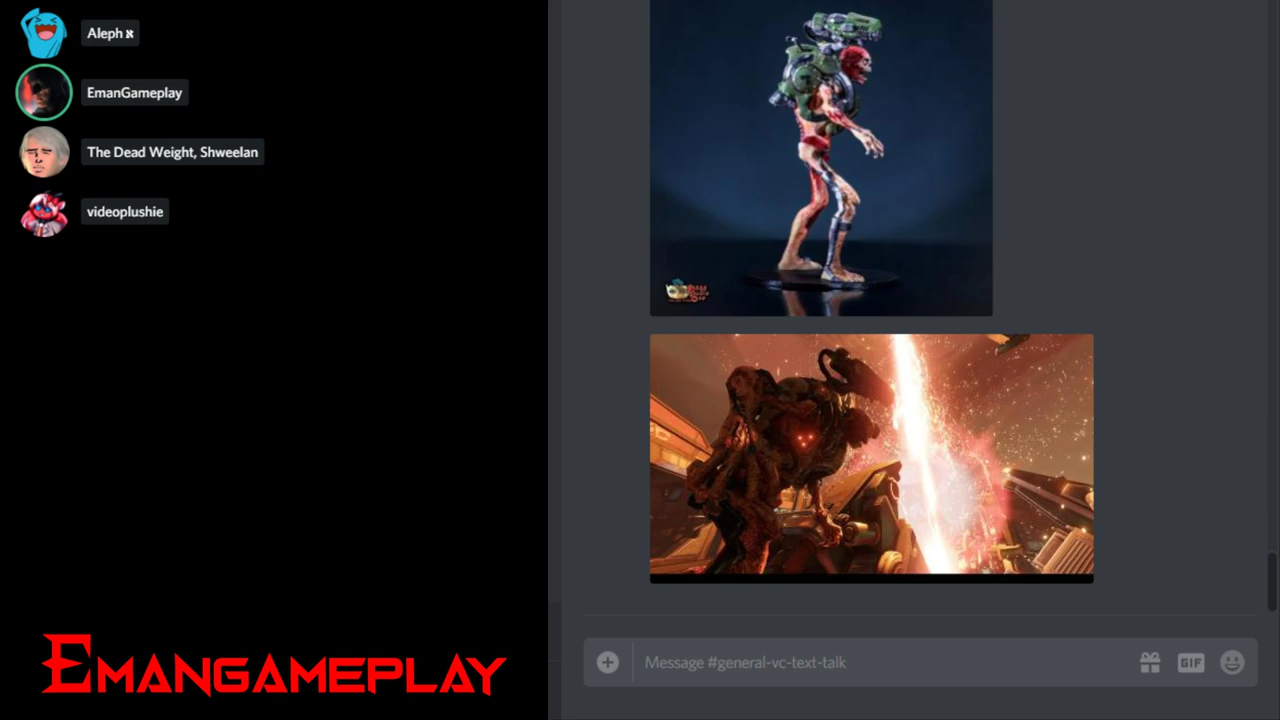 Aleph א
EmanGameplay
The Dead Weight, Shweelan
videoplushie
EMANGAMEPLAY
Message #general-vc-text-talk
GIF